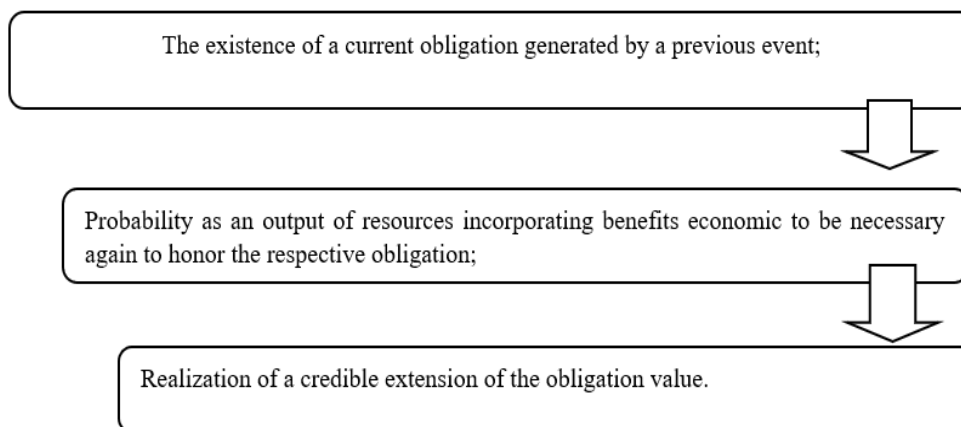 The existence of a current obligation generated by a previous event;
Probability as an output of resources incorporating benefits economic to be necessary
again to honor the respective obligation;
Realization of a credible extension of the obligation value.